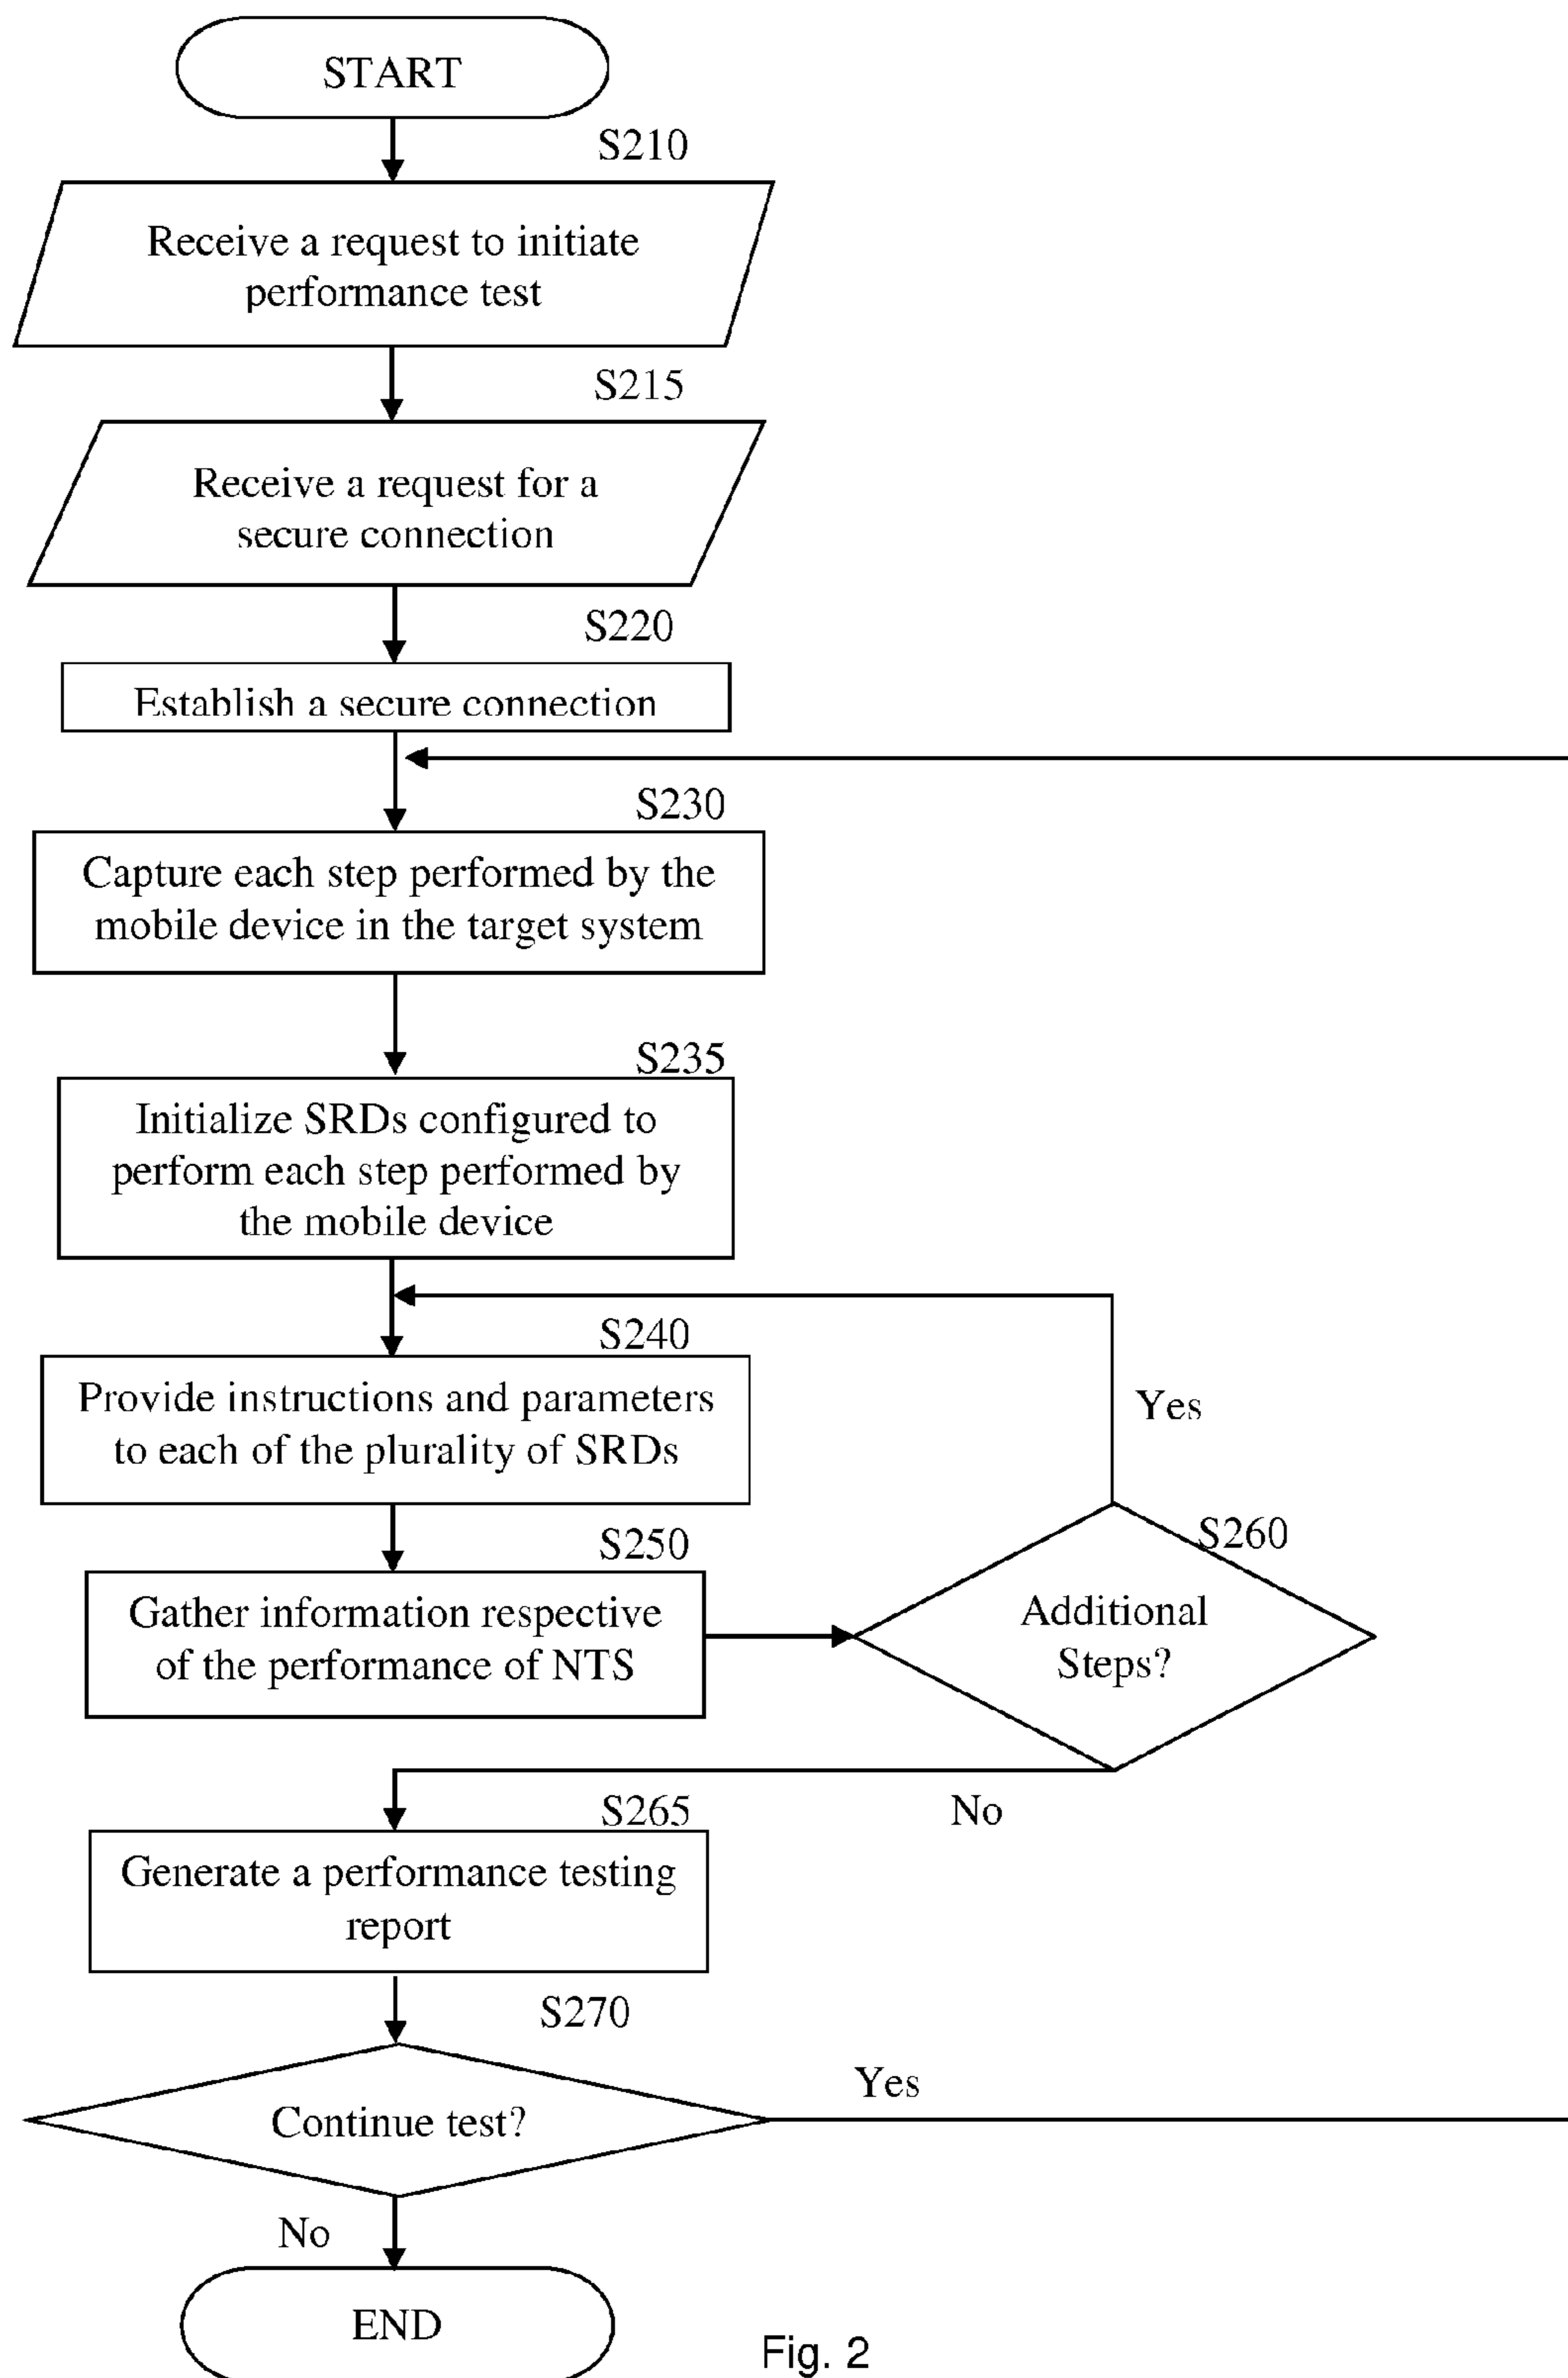 START
S210
Receive a request to initiate
performance test
S215
Receive a request for a
secure connection
S220
Establish a secure connection
S230
Capture each step performed by the
mobile device in the target system
S235
Initialize SRDs configured to
perform each step performed by
the mobile device
S240
Provide instructions and parameters
to each of the plurality of SRDs
Yes
S250
Gather information respective
of the performance of NTS
S260
Additional
Steps?
No
S265
Generate a performance testing
report
S270
Continue test?
Yes
No
END
Fig. 2